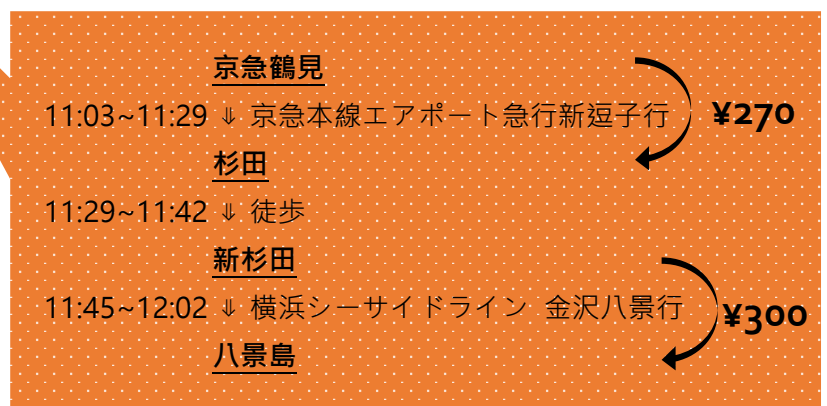 京急鶴見
11:03~11:29 ⇓ 京急本線エアポート急行新逗子行 ¥270
杉田
11:29~11:42 ⇓ 徒歩
新杉田
11:45~12:02 ⇓ 横浜シーサイドライン 金沢八景行 ¥300
八景島